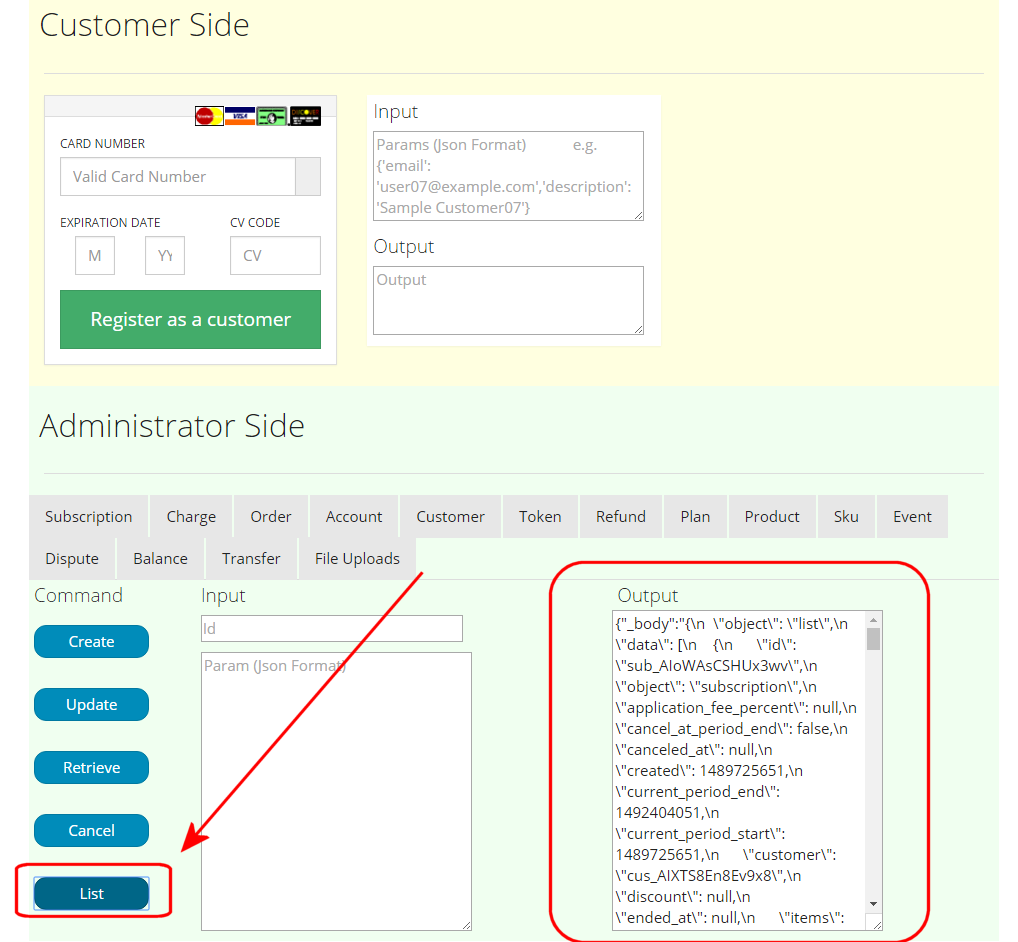 Customer Side
VISA
CARD NUMBER
Valid Card Number
EXPIRATION DATE
CV CODE
M
YY
CV
Register as a customer
Input
Params (Json Format) e.g.
{'email':
'user07@example.com','description':
'Sample Customer07'}
Output
Output
Administrator Side
Subscription Charge Order Account Customer Token Refund Plan Product Sku Event
Dispute Balance Transfer File Uploads
Command
Create
Update
Retrieve
Cancel
List
Input
Id
Param (Json Format)
Output
{"_body":"{\n \"object\": \"list\",\n
\"data\": [\n {\n \"id\":
\"sub_AIoWAsCSHUx3wv\",\n
\"object\": \"subscription\",\n
\"application_fee_percent\": null,\n
\"cancel_at_period_end\": false,\n
\"canceled_at\": null,\n
\"created\": 1489725651,\n
\"current_period_end\":
1492404051,\n
\"current_period_start\":
1489725651,\n \"customer\":
\"cus_AIXTS8En8Ev9x8\",\n
\"discount\": null,\n
\"ended_at\": null,\n \"items\":